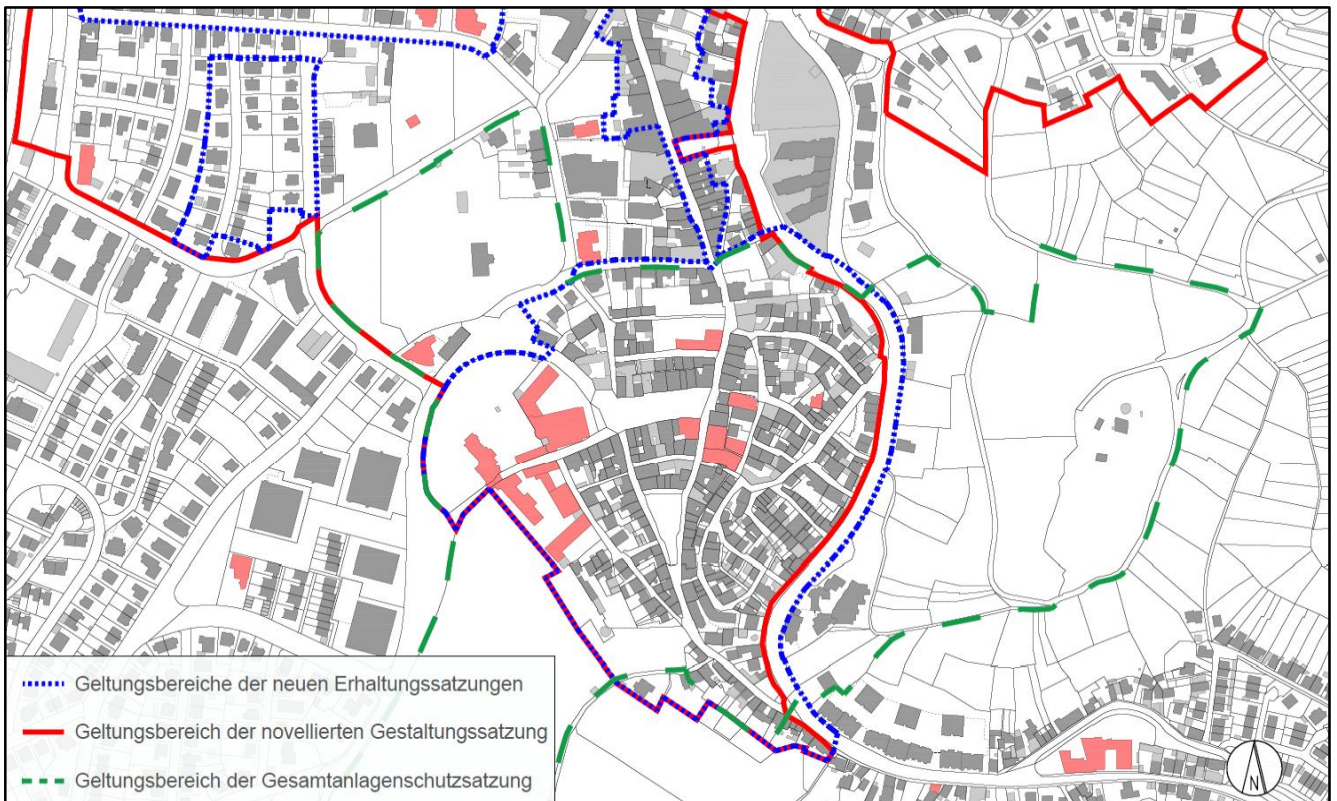 Geltungsbereiche der neuen Erhaltungssatzungen
Geltungsbereich der novellierten Gestaltungssatzung
Geltungsbereich der Gesamtanlagenschutzsatzung
N